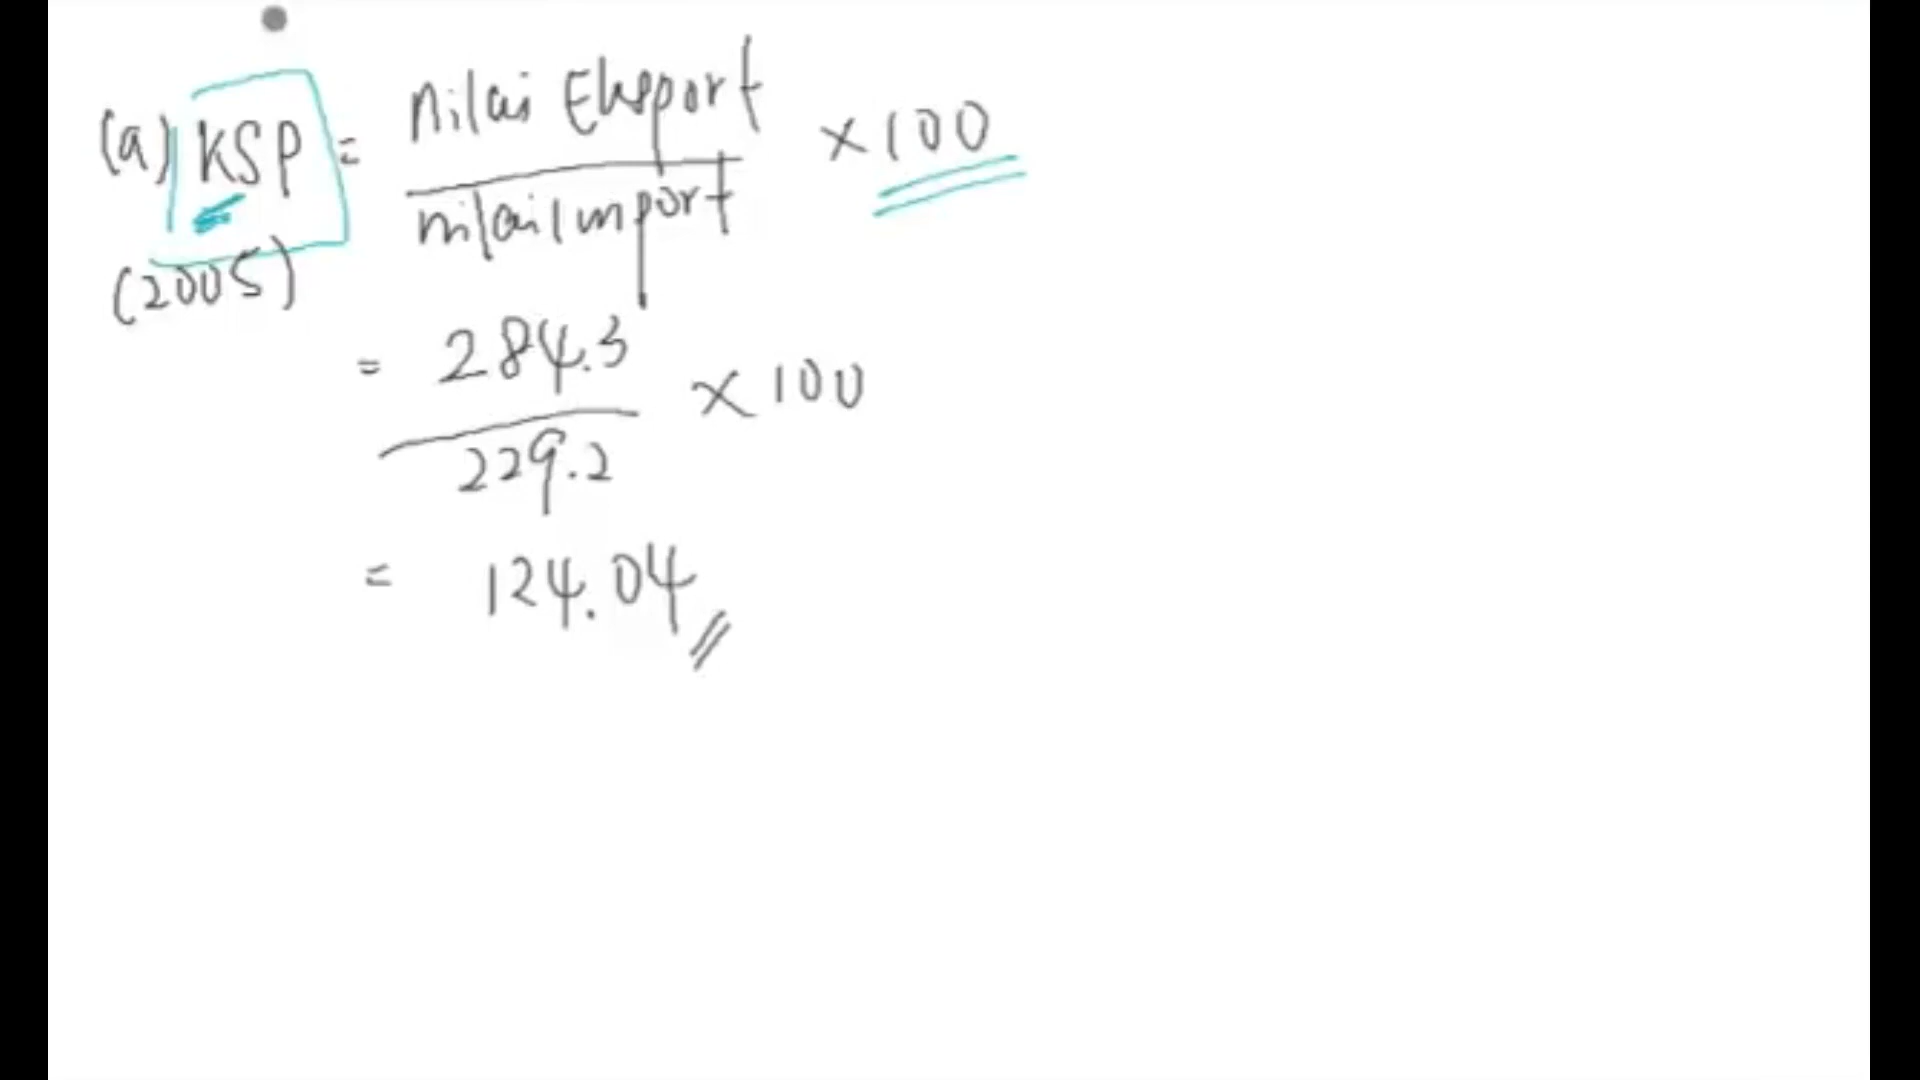 (a) KSP = nilai Eksport × 100
nilai Import
(2005)
= 284.3 × 100
229.2
= 124.04